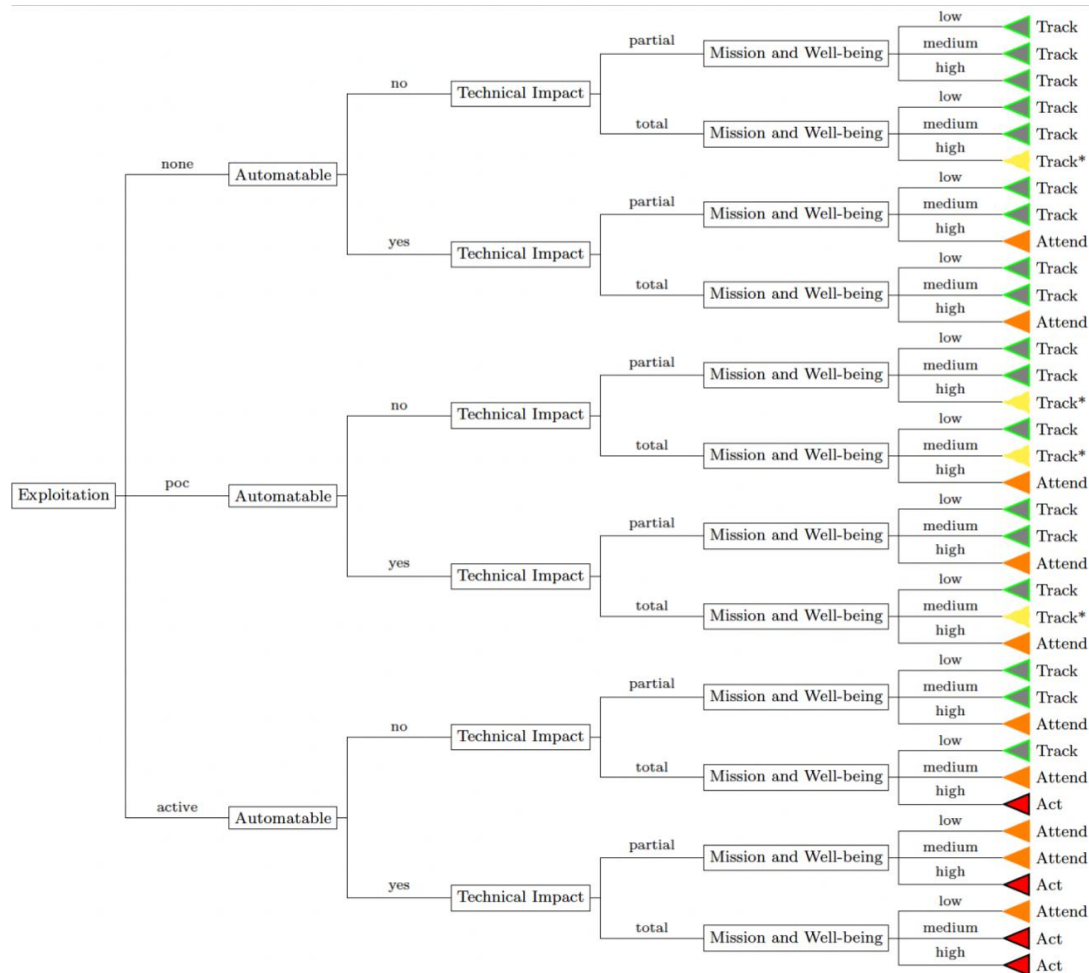 low
Track
partial
Mission and Well-being
medium
Track
high
Track
no
Technical Impact
low
Track
total
Mission and Well-being
medium
Track
high
Track*
none
Automatable
low
Track
partial
Mission and Well-being
medium
Track
high
Attend
yes
Technical Impact
low
Track
total
Mission and Well-being
medium
Track
high
Attend
low
Track
partial
Mission and Well-being
medium
Track
high
Track*
no
Technical Impact
low
Track
total
Mission and Well-being
medium
Track*
high
Attend
Exploitation
poc
Automatable
low
Track
partial
Mission and Well-being
medium
Track
high
Attend
yes
Technical Impact
low
Track
total
Mission and Well-being
medium
Track*
high
Attend
low
Track
partial
Mission and Well-being
medium
Track
high
Attend
no
Technical Impact
low
Track
total
Mission and Well-being
medium
Attend
high
Act
active
Automatable
low
Attend
partial
Mission and Well-being
medium
Attend
high
Act
yes
Technical Impact
low
Attend
total
Mission and Well-being
medium
Act
high
Act